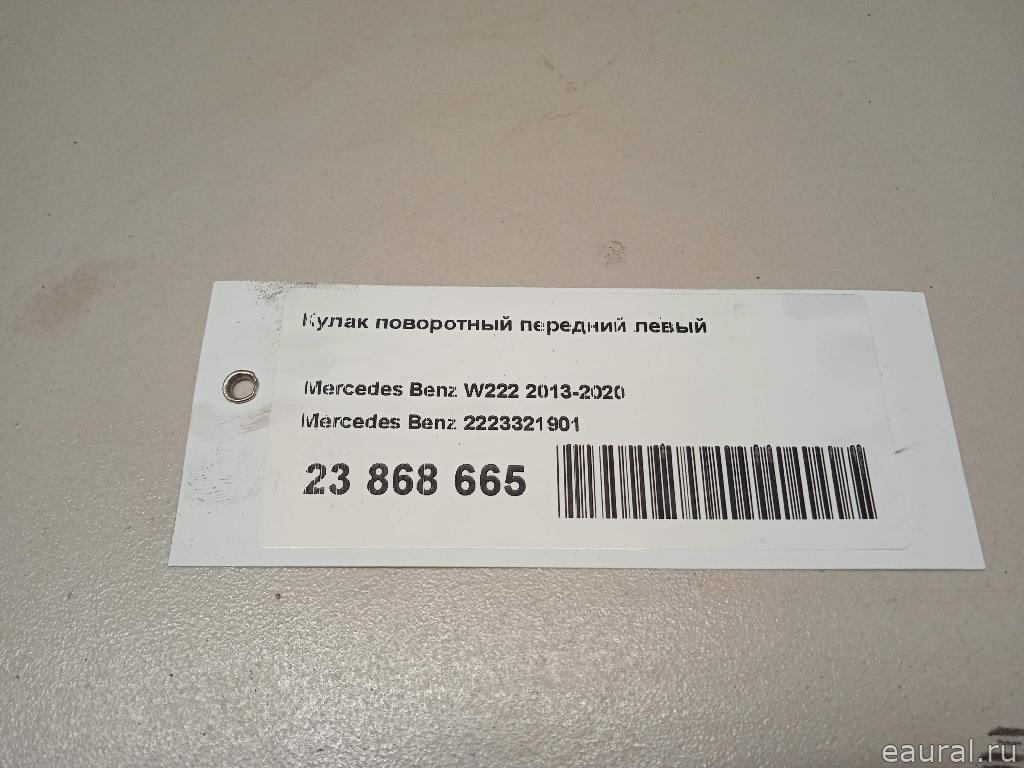 Кулак поворотный передний левый
Mercedes Benz W222 2013-2020
Mercedes Benz 2223321901
23 868 665
eaural.ru